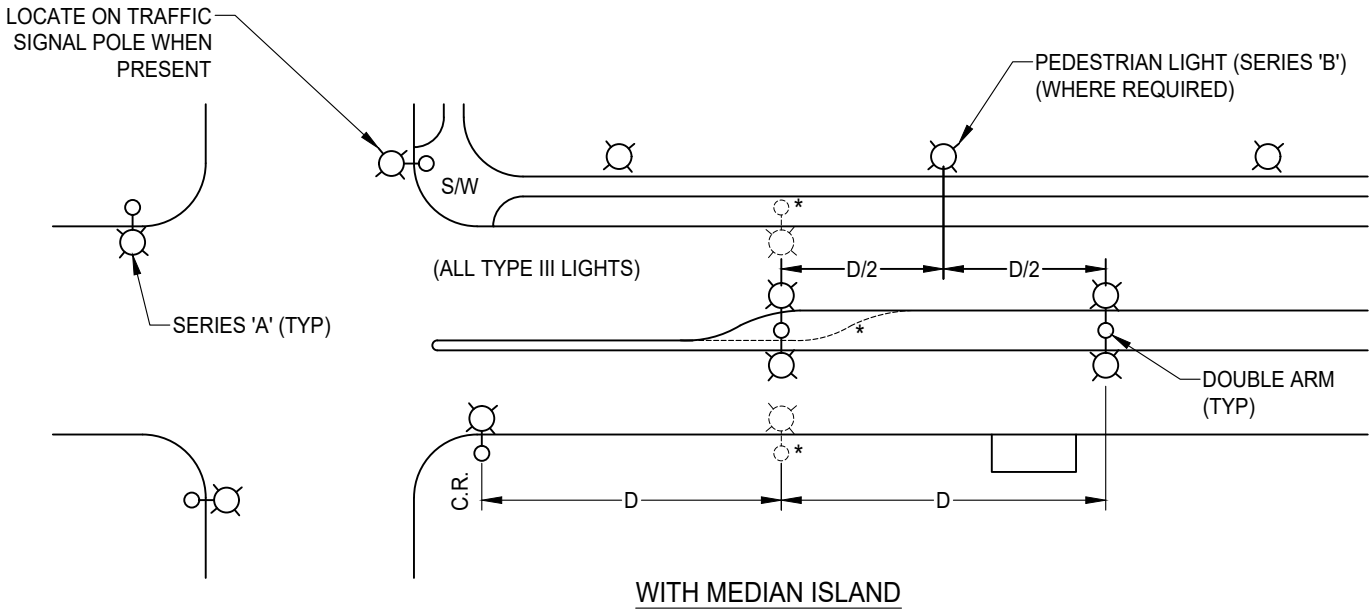 LOCATE ON TRAFFIC
SIGNAL POLE WHEN
PRESENT
PEDESTRIAN LIGHT (SERIES 'B')
(WHERE REQUIRED)
S/W
*
(ALL TYPE III LIGHTS)
D/2
D/2
SERIES 'A' (TYP)
*
DOUBLE ARM
(TYP)
*
C.R.
D
D
WITH MEDIAN ISLAND